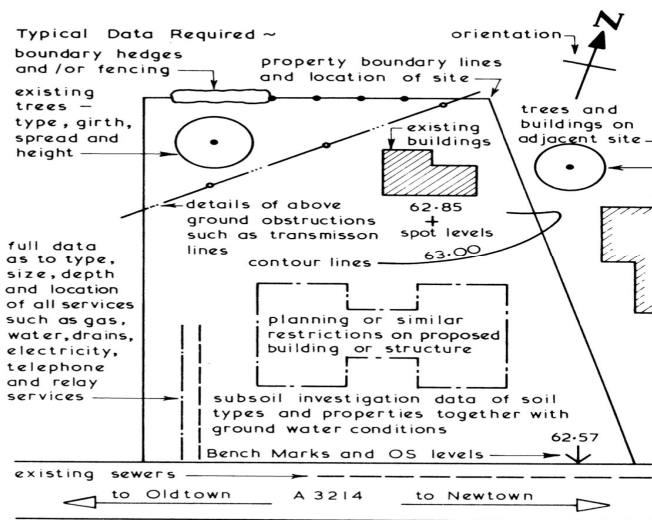 Typical Data Required ~
orientation
N
boundary hedges
and /or fencing
property boundary lines
and location of site
existing
trees –
type, girth,
spread and
height
existing
buildings
trees and
buildings on
adjacent site
details of above
ground obstructions
such as transmisson
lines
62·85
+
spot levels
63·00
contour lines
full data
as to type,
size, depth
and location
of all services
such as gas,
water, drains,
electricity,
telephone
and relay
services
planning or similar
restrictions on proposed
building or structure
subsoil investigation data of soil
types and properties together with
ground water conditions
Bench Marks and OS levels
62·57
existing sewers
to Oldtown A 3214 to Newtown